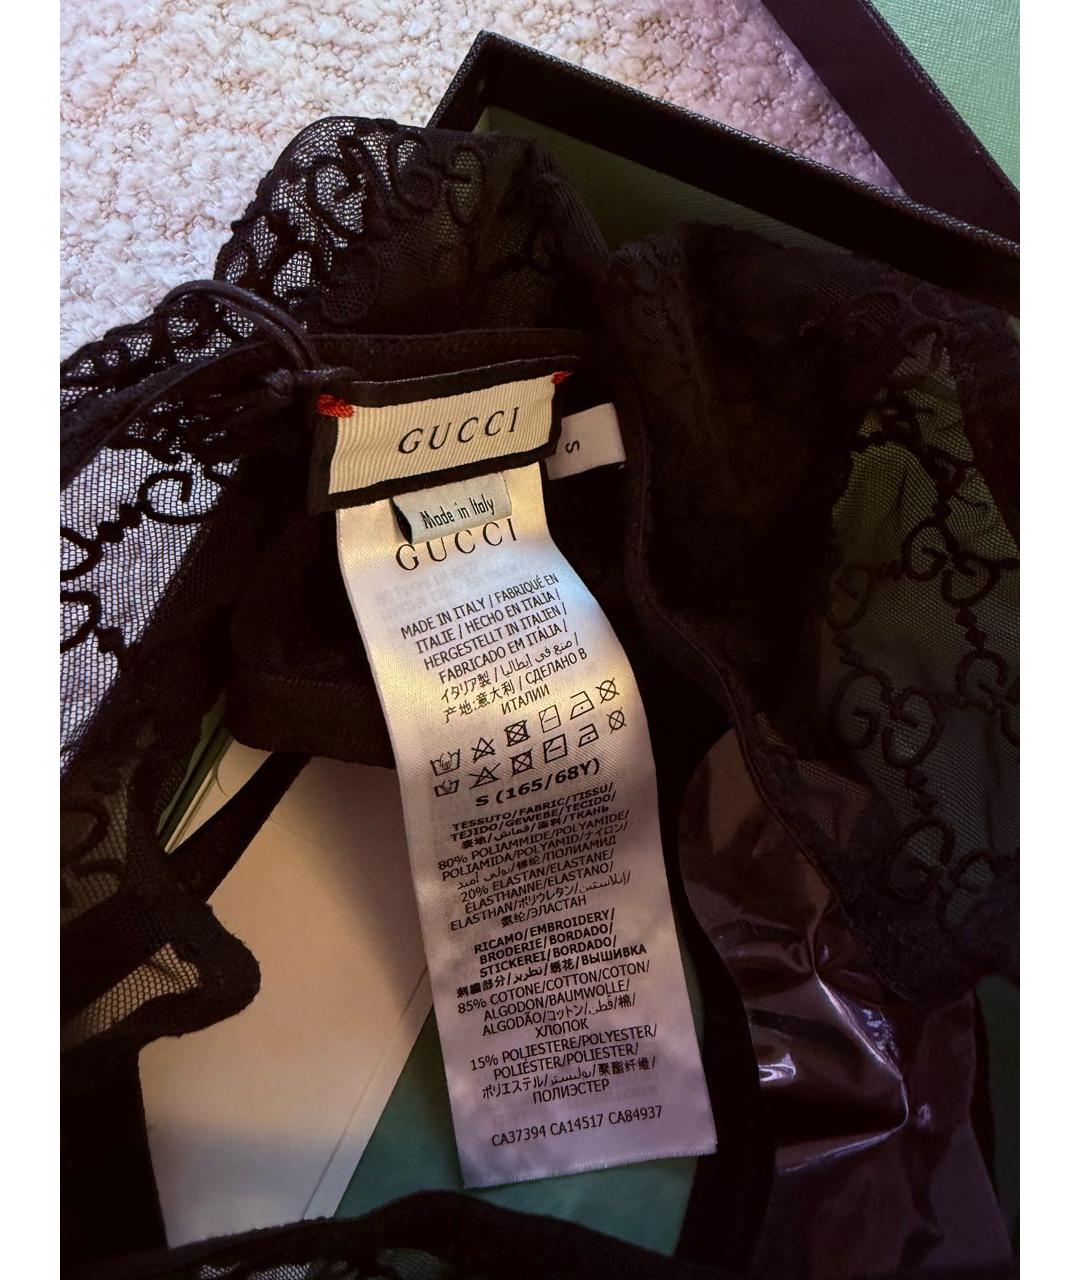 GUCCI
S
Made in Italy
GUCCI
MADE IN ITALY / FABRIQUÉ EN
ITALIE / HECHO EN ITALIA /
HERGESTELLT IN ITALIEN /
FABRICADO EM ITALIA /
イタリア製 / صنع في إيطاليا /
产地:意大利 / СДЕЛАНО В
ИТАЛИИ
S (165/68Y)
TESSUTO/FABRIC/TISSU/
TEJIDO/GEWEBE/TECIDO/
表地/قماش/面料/ТКАНЬ
80% POLIAMMIDE/POLYAMIDE/
POLIAMIDA/POLYAMID/ナイロン/
بولي أميد/锦纶/ПОЛИАМИД
20% ELASTAN/ELASTANE/
ÉLASTHANNE/ELASTANO/
ELASTHAN/ポリウレタン/إيلاستين/
氨纶/ЭЛАСТАН
RICAMO/EMBROIDERY/
BRODERIE/BORDADO/
STICKEREI/BORDADO/
刺繍部分/تطريز/绣花/ВЫШИВКА
85% COTONE/COTTON/COTON/
ALGODON/BAUMWOLLE/
ALGODÃO/コットン/قطن/棉/
ХЛОПОК
15% POLIESTERE/POLYESTER/
POLIÉSTER/POLIESTER/
ポリエステル/بوليستر/聚酯纤维/
ПОЛИЭСТЕР
CA37394 CA14517 CA84937